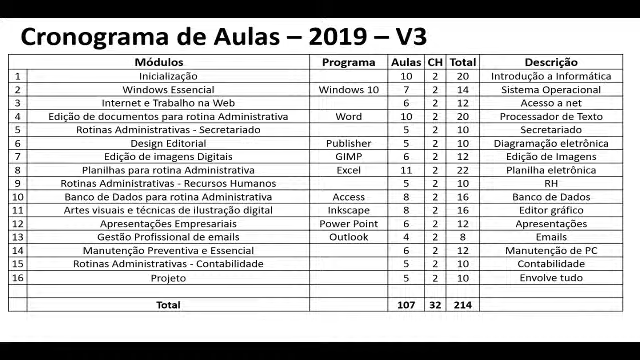 Cronograma de Aulas – 2019 – V3
Módulos Programa Aulas CH Total Descrição
1 Inicialização 10 2 20 Introdução a Informática
2 Windows Essencial Windows 10 7 2 14 Sistema Operacional
3 Internet e Trabalho na Web 6 2 12 Acesso a net
4 Edição de documentos para rotina Administrativa Word 10 2 20 Processador de Texto
5 Rotinas Administrativas - Secretariado 5 2 10 Secretariado
6 Design Editorial Publisher 5 2 10 Diagramação eletrônica
7 Edição de imagens Digitais GIMP 6 2 12 Edição de Imagens
8 Planilhas para rotina Administrativa Excel 11 2 22 Planilha eletrônica
9 Rotinas Administrativas - Recursos Humanos 5 2 10 RH
10 Banco de Dados para rotina Administrativa Access 8 2 16 Banco de Dados
11 Artes visuais e técnicas de ilustração digital Inkscape 8 2 16 Editor gráfico
12 Apresentações Empresariais Power Point 6 2 12 Apresentações
13 Gestão Profissional de emails Outlook 4 2 8 Emails
14 Manutenção Preventiva e Essencial 6 2 12 Manutenção de PC
15 Rotinas Administrativas - Contabilidade 5 2 10 Contabilidade
16 Projeto 5 2 10 Envolve tudo
Total 107 32 214